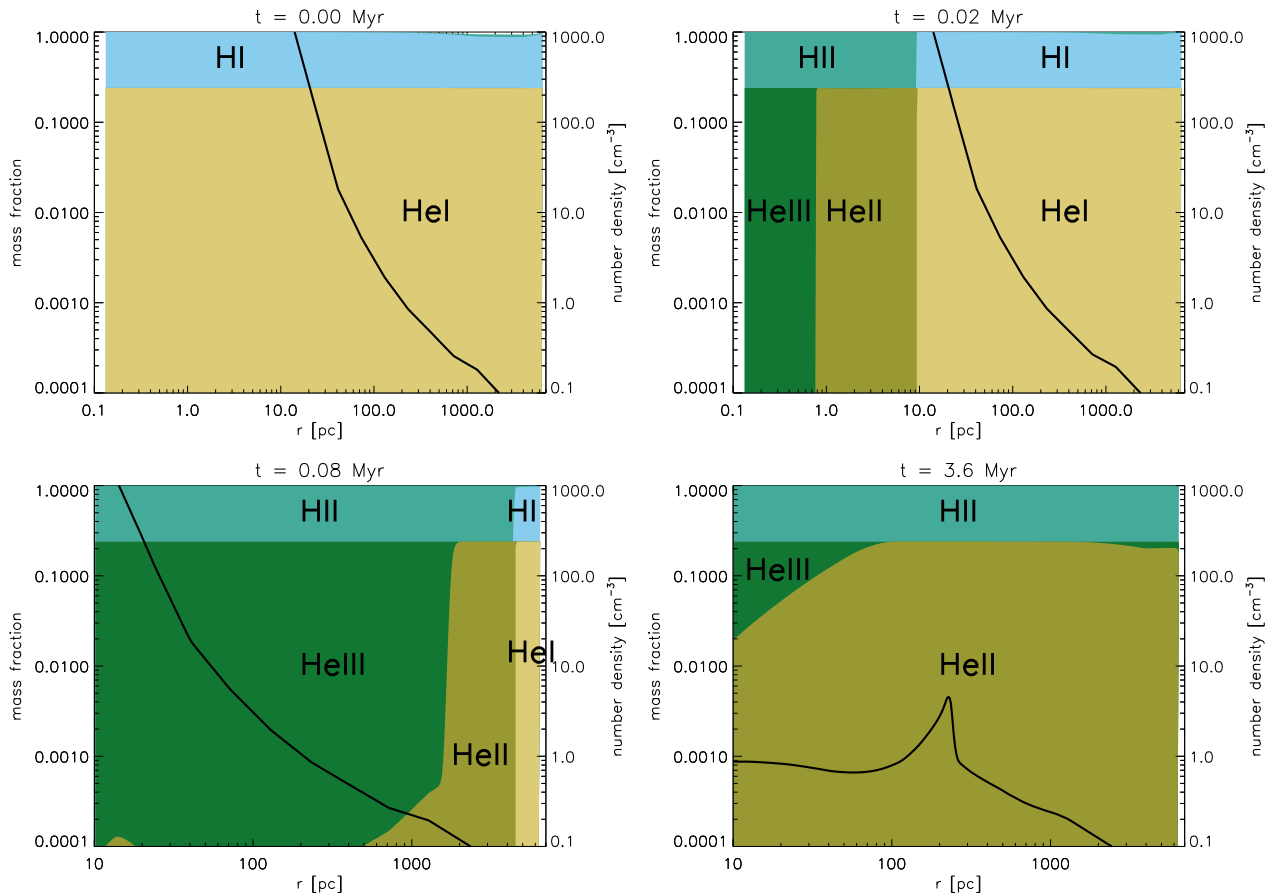 t = 0.00 Myr
1.0000
0.1000
0.0100
0.0010
0.0001
mass fraction
HI
HeI
1000.0
100.0
10.0
1.0
0.1
number density [cm⁻³]
0.1 1.0 10.0 100.0 1000.0
r [pc]
t = 0.02 Myr
1.0000
0.1000
0.0100
0.0010
0.0001
mass fraction
HII HI
HeIII HeII HeI
1000.0
100.0
10.0
1.0
0.1
number density [cm⁻³]
0.1 1.0 10.0 100.0 1000.0
r [pc]
t = 0.08 Myr
1.0000
0.1000
0.0100
0.0010
0.0001
mass fraction
HII HI
HeIII HeI
HeII
1000.0
100.0
10.0
1.0
0.1
number density [cm⁻³]
10 100 1000
r [pc]
t = 3.6 Myr
1.0000
0.1000
0.0100
0.0010
0.0001
mass fraction
HII
HeIII
HeII
1000.0
100.0
10.0
1.0
0.1
number density [cm⁻³]
10 100 1000
r [pc]